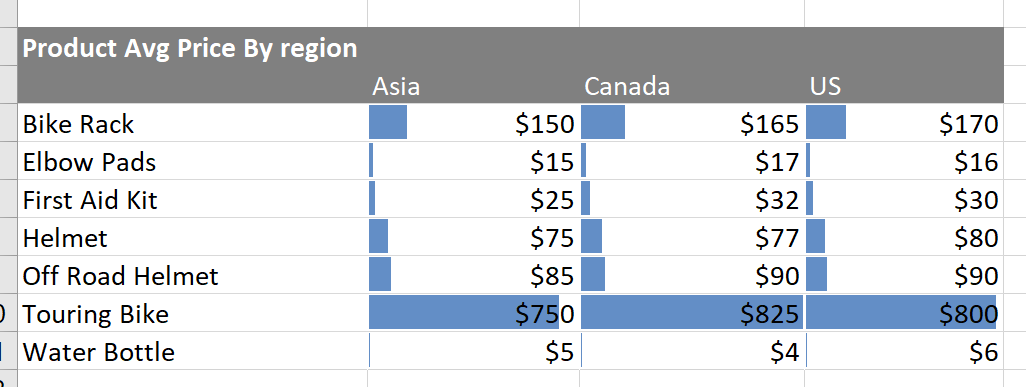 Product Avg Price By region
Asia Canada US
Bike Rack $150 $165 $170
Elbow Pads $15 $17 $16
First Aid Kit $25 $32 $30
Helmet $75 $77 $80
Off Road Helmet $85 $90 $90
Touring Bike $750 $825 $800
Water Bottle $5 $4 $6